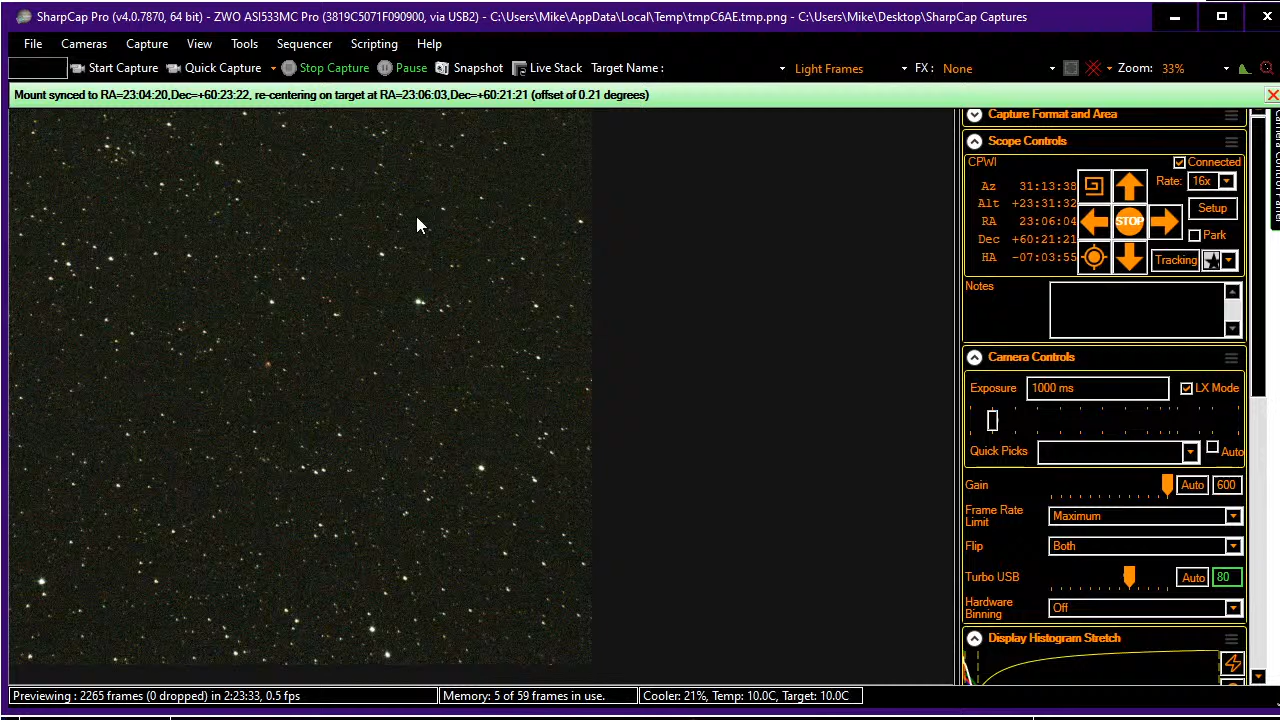 SharpCap Pro (v4.0.7870, 64 bit) - ZWO ASI533MC Pro (3819C5071F090900, via USB2) - C:\Users\Mike\AppData\Local\Temp\tmpC6AE.tmp.png - C:\Users\Mike\Desktop\SharpCap Captures
File Cameras Capture View Tools Sequencer Scripting Help
Start Capture Quick Capture Stop Capture Pause Snapshot Live Stack Target Name : Light Frames FX : None Zoom: 33%
Mount synced to RA=23:04:20,Dec=+60:23:22, re-centering on target at RA=23:06:03,Dec=+60:21:21 (offset of 0.21 degrees)
Capture Format and Area
Scope Controls
CPWI Connected
Az 31:13:38 Rate: 16x
Alt +23:31:32
RA 23:06:04 STOP Setup
Dec +60:21:21 Park
HA -07:03:55 Tracking
Notes
Camera Controls
Exposure 1000 ms LX Mode
Quick Picks Auto
Gain Auto 600
Frame Rate
Limit Maximum
Flip Both
Turbo USB Auto 80
Hardware
Binning Off
Display Histogram Stretch
Previewing : 2265 frames (0 dropped) in 2:23:33, 0.5 fps Memory: 5 of 59 frames in use. Cooler: 21%, Temp: 10.0C, Target: 10.0C